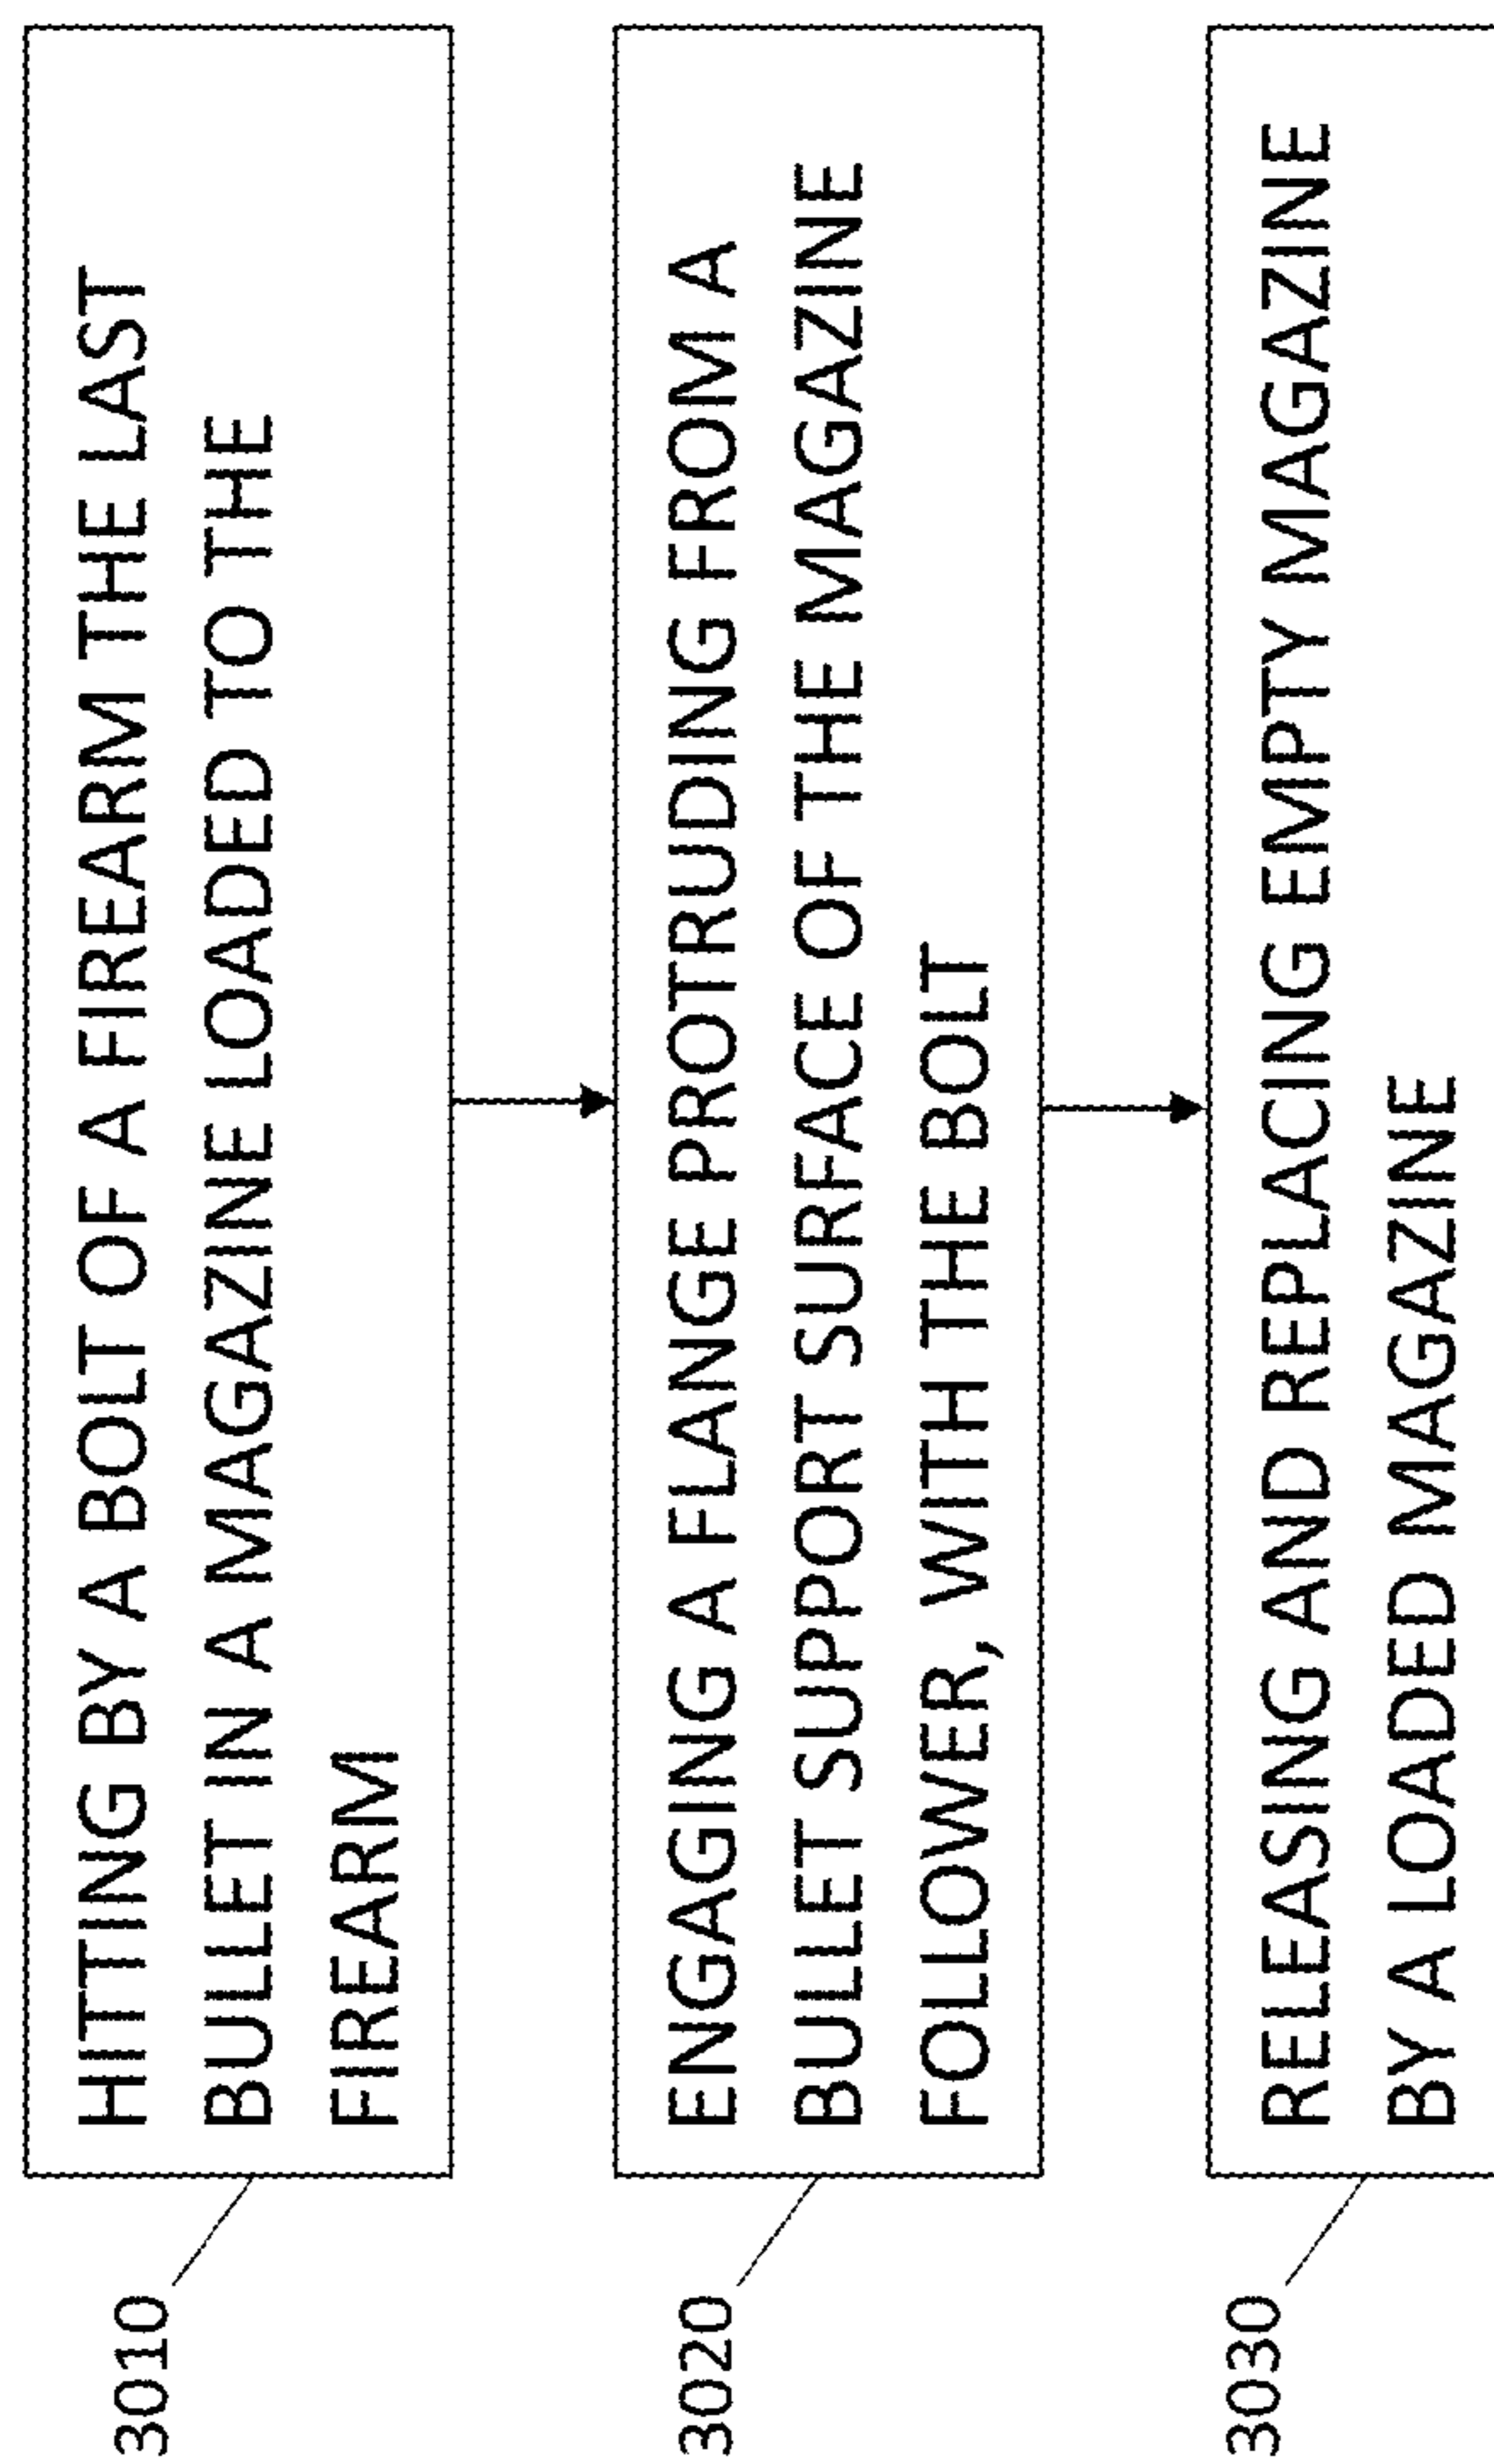 3010
HITTING BY A BOLT OF A FIREARM THE LAST
BULLET IN A MAGAZINE LOADED TO THE
FIREARM
3020
ENGAGING A FLANGE PROTRUDING FROM A
BULLET SUPPORT SURFACE OF THE MAGAZINE
FOLLOWER, WITH THE BOLT
3030
RELEASING AND REPLACING EMPTY MAGAZINE
BY A LOADED MAGAZINE